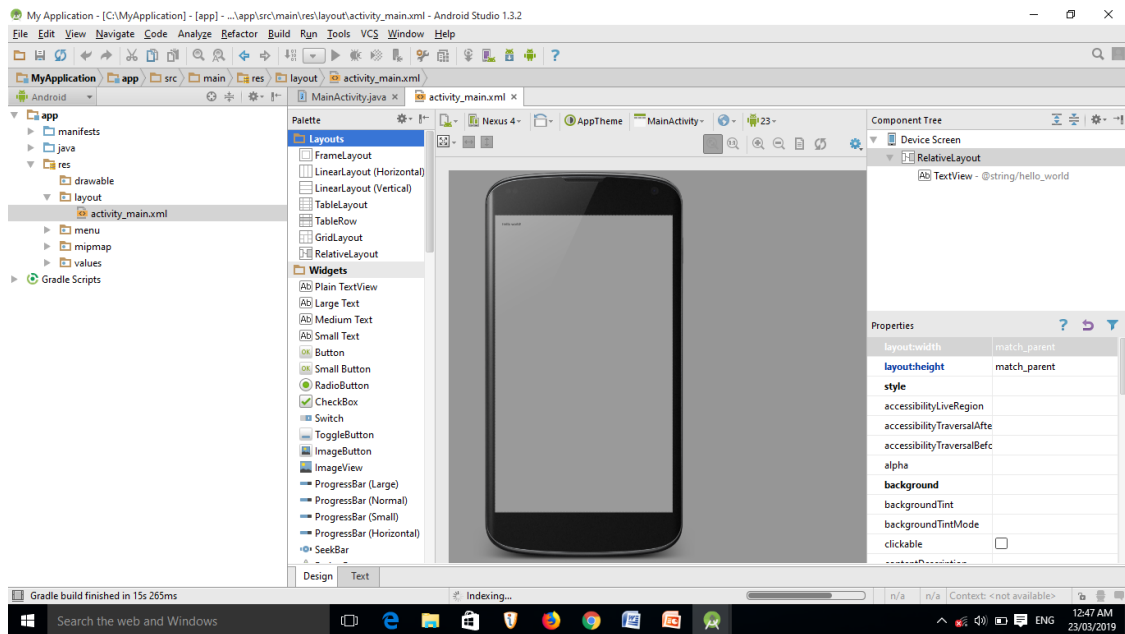 My Application - [C:\MyApplication] - [app] - ...\app\src\main\res\layout\activity_main.xml - Android Studio 1.3.2
File Edit View Navigate Code Analyze Refactor Build Run Tools VCS Window Help
MyApplication app src main res layout activity_main.xml
Android
app
manifests
java
res
drawable
layout
activity_main.xml
menu
mipmap
values
Gradle Scripts
MainActivity.java activity_main.xml
Palette
Layouts
FrameLayout
LinearLayout (Horizontal)
LinearLayout (Vertical)
TableLayout
TableRow
GridLayout
RelativeLayout
Widgets
Plain TextView
Large Text
Medium Text
Small Text
Button
Small Button
RadioButton
CheckBox
Switch
ToggleButton
ImageButton
ImageView
ProgressBar (Large)
ProgressBar (Normal)
ProgressBar (Small)
ProgressBar (Horizontal)
SeekBar
Nexus 4 AppTheme MainActivity 23
Component Tree
Device Screen
RelativeLayout
Ab TextView - @string/hello_world
Properties
layout:width match_parent
layout:height match_parent
style
accessibilityLiveRegion
accessibilityTraversalAfte
accessibilityTraversalBefc
alpha
background
backgroundTint
backgroundTintMode
clickable
Design Text
Gradle build finished in 15s 265ms
Indexing...
n/a n/a Context: <not available>
Search the web and Windows
ENG
12:47 AM
23/03/2019